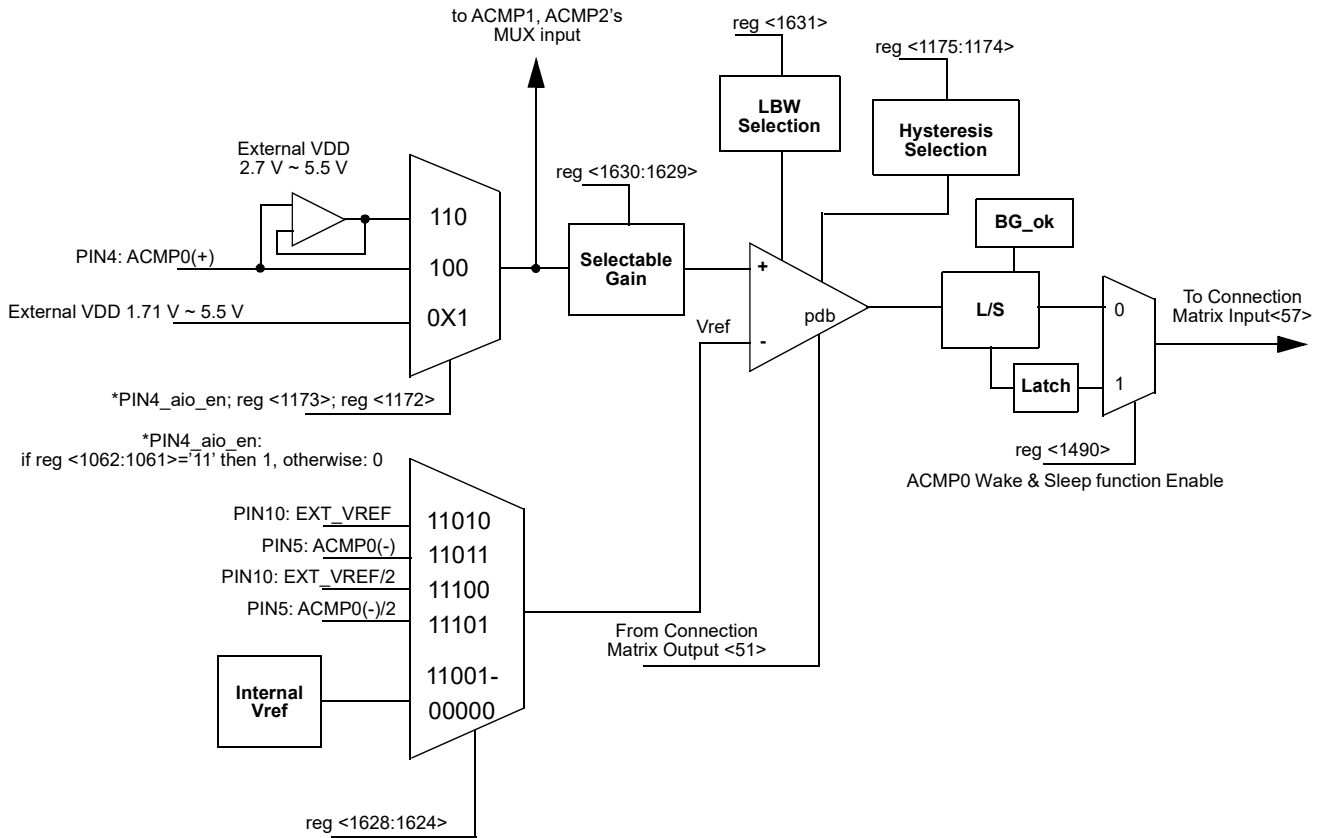 to ACMP1, ACMP2's
MUX input
reg <1631>
reg <1175:1174>
LBW
Selection
Hysteresis
Selection
External VDD
2.7 V ~ 5.5 V
reg <1630:1629>
110
BG_ok
PIN4: ACMP0(+)
100
Selectable
Gain
+
External VDD 1.71 V ~ 5.5 V
0X1
Vref
-
pdb
L/S
0
To Connection
Matrix Input<57>
Latch
1
*PIN4_aio_en; reg <1173>; reg <1172>
*PIN4_aio_en:
if reg <1062:1061>='11' then 1, otherwise: 0
reg <1490>
ACMP0 Wake & Sleep function Enable
PIN10: EXT_VREF
11010
PIN5: ACMP0(-)
11011
PIN10: EXT_VREF/2
11100
PIN5: ACMP0(-)/2
11101
From Connection
Matrix Output <51>
Internal
Vref
11001-
00000
reg <1628:1624>